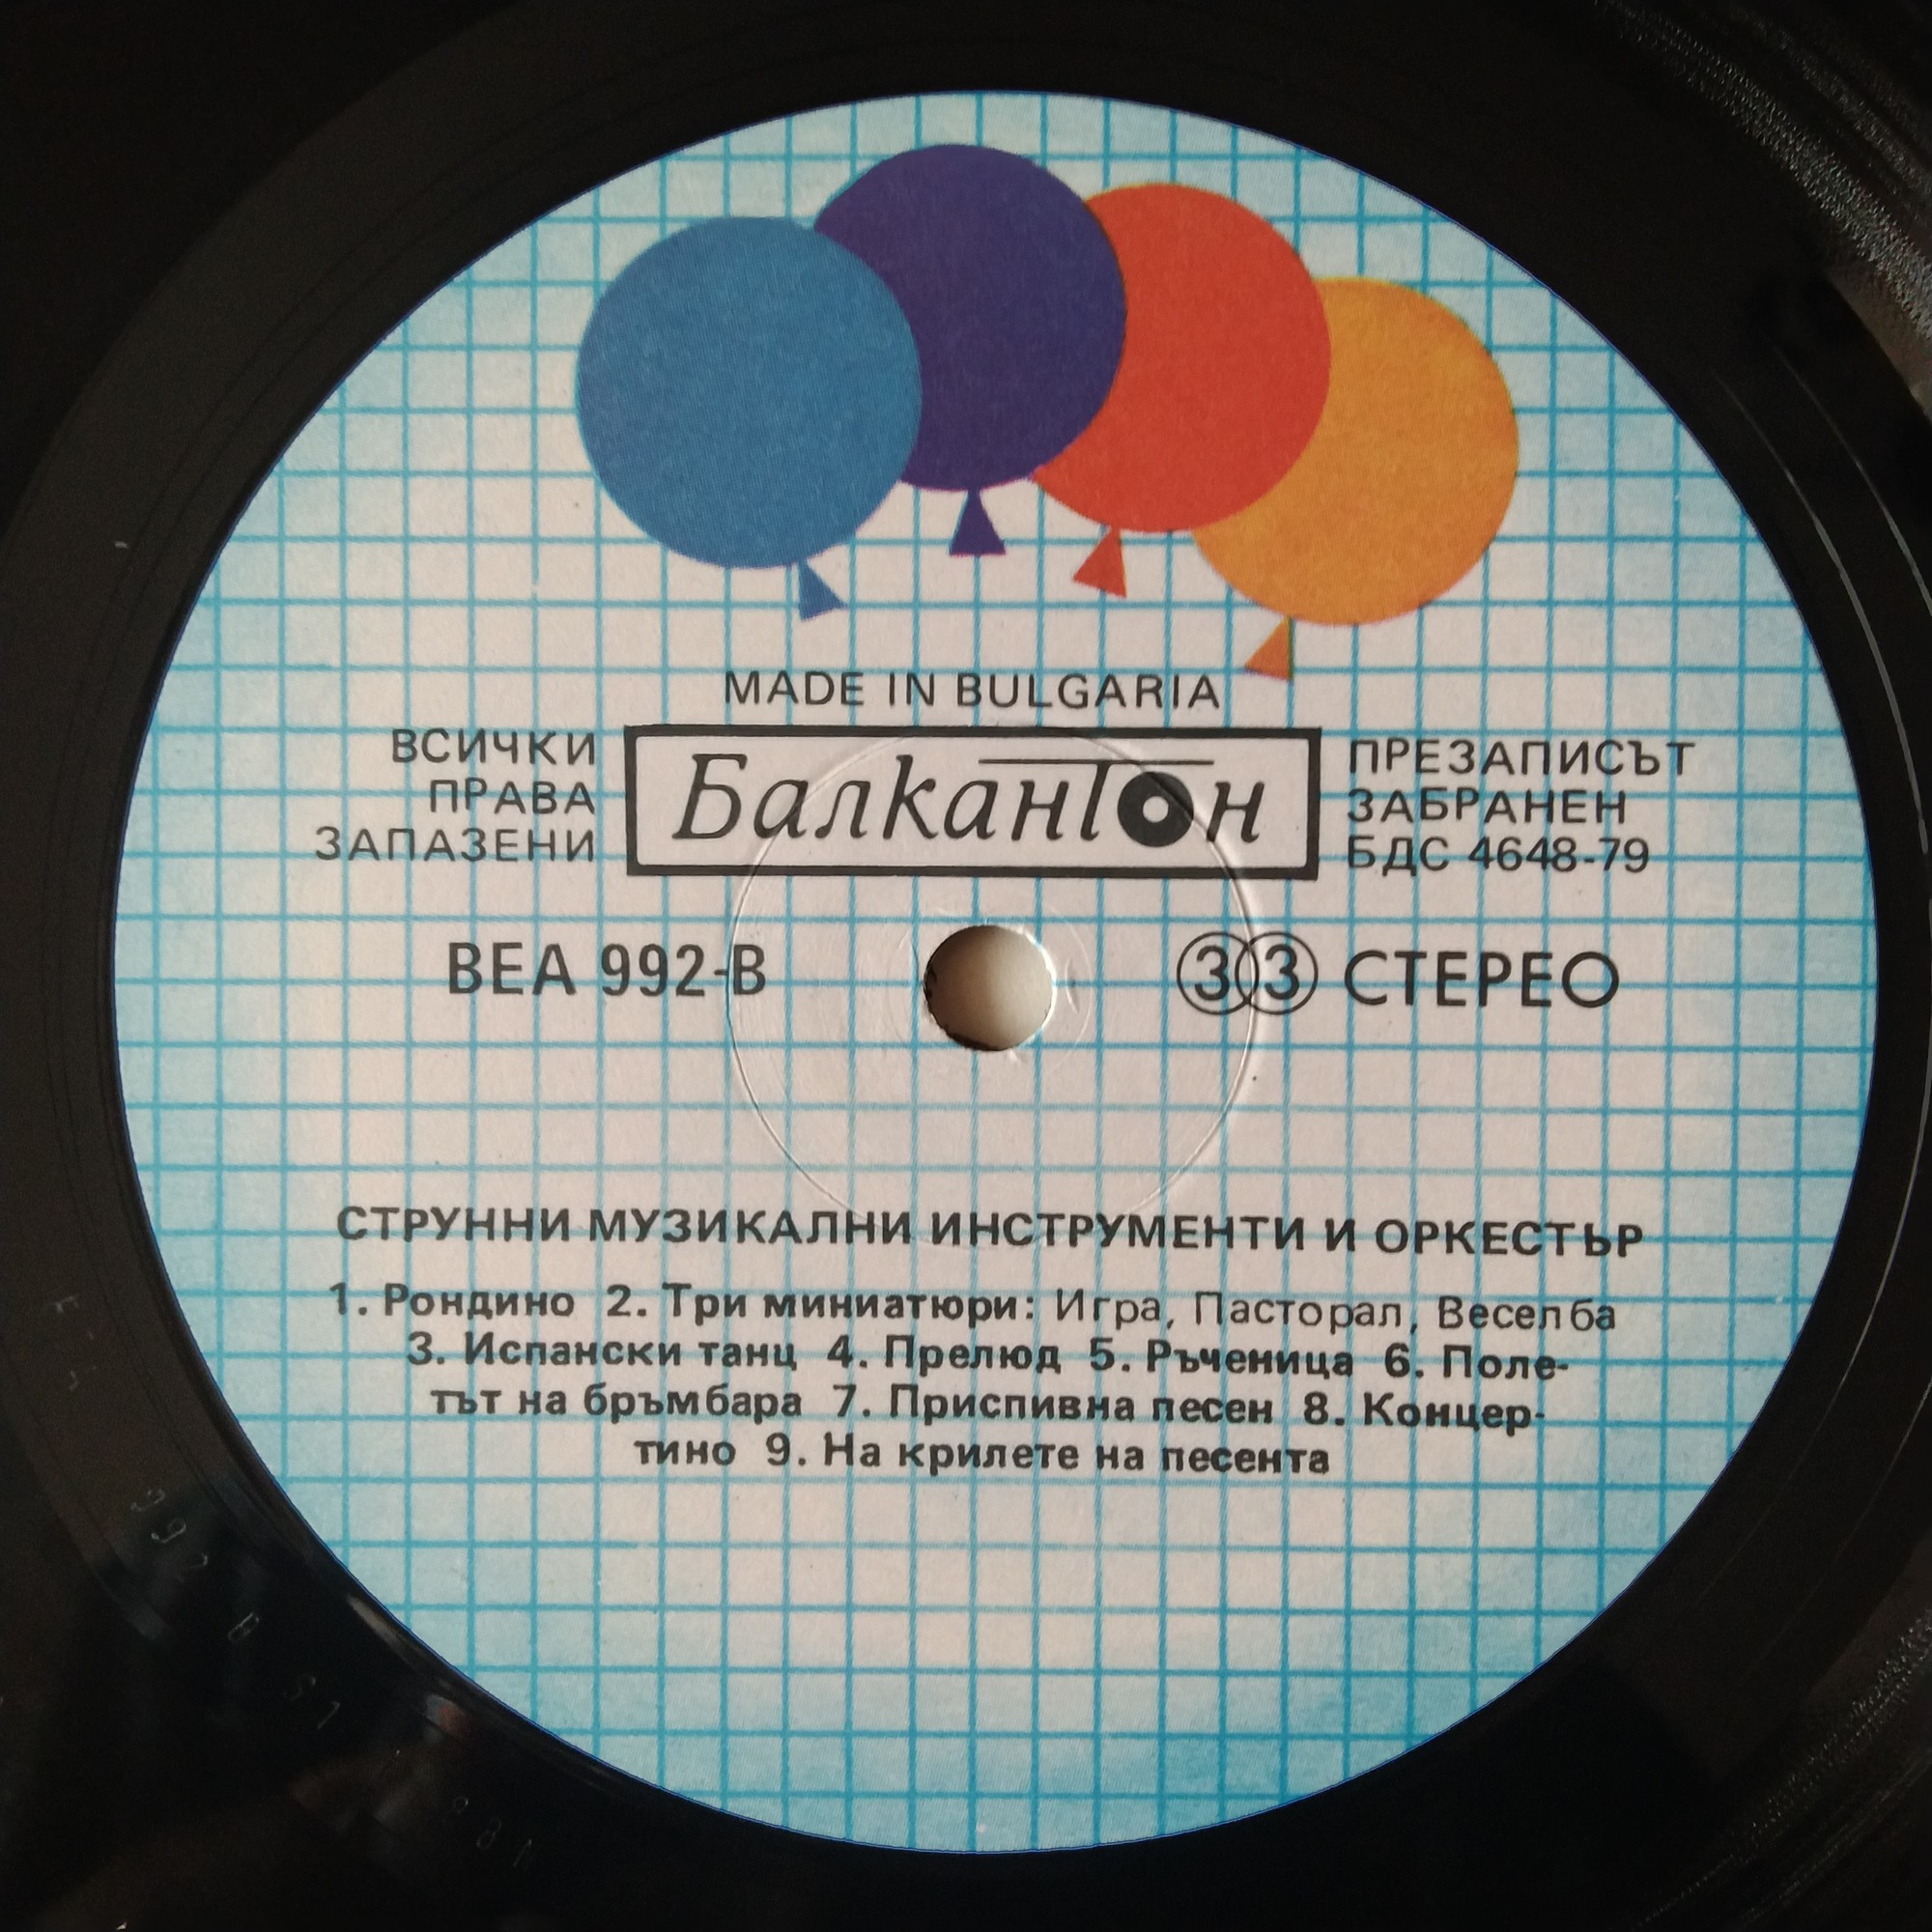 MADE IN BULGARIA
ВСИЧКИ
ПРАВА
ЗАПАЗЕНИ
Балкантон
ПРЕЗАПИСЪТ
ЗАБРАНЕН
БДС 4648-79
ВЕА 992-В
33 СТЕРЕО
СТРУННИ МУЗИКАЛНИ ИНСТРУМЕНТИ И ОРКЕСТЪР
1. Рондино 2. Три миниатюри: Игра, Пасторал, Веселба
3. Испански танц 4. Прелюд 5. Ръченица 6. Поле-
тът на бръмбара 7. Приспивна песен 8. Концер-
тино 9. На крилете на песента